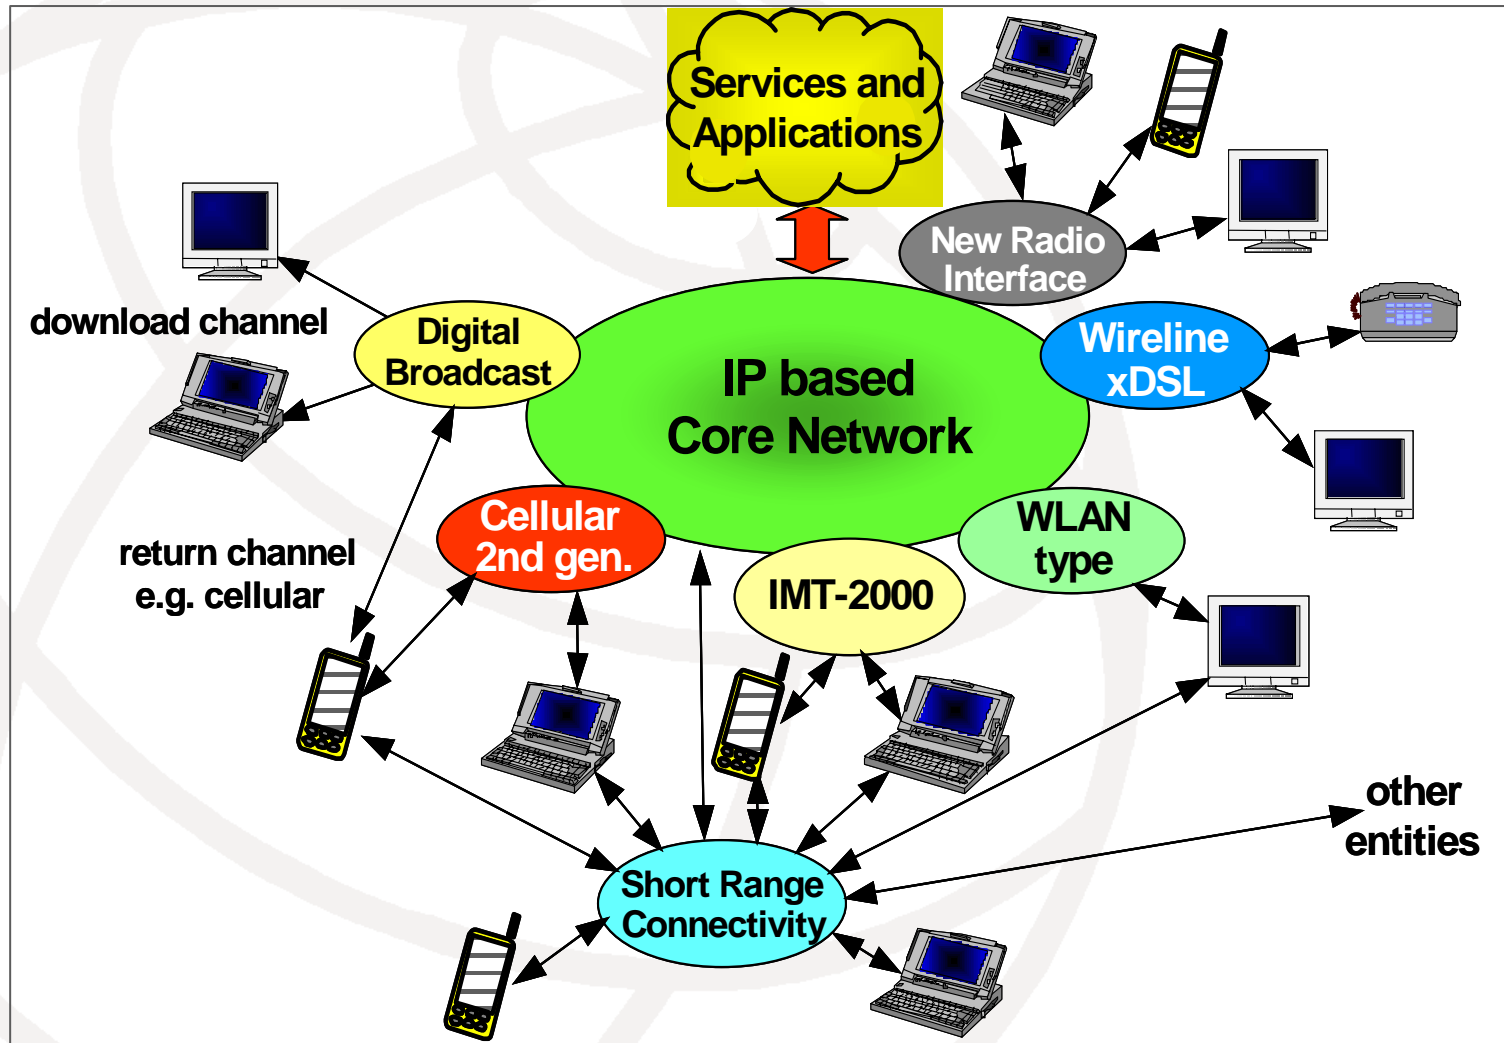 Services and
Applications
New Radio
Interface
download channel
Digital
Broadcast
IP based
Core Network
Wireline
xDSL
Cellular
2nd gen.
WLAN
type
return channel
e.g. cellular
IMT-2000
other
entities
Short Range
Connectivity